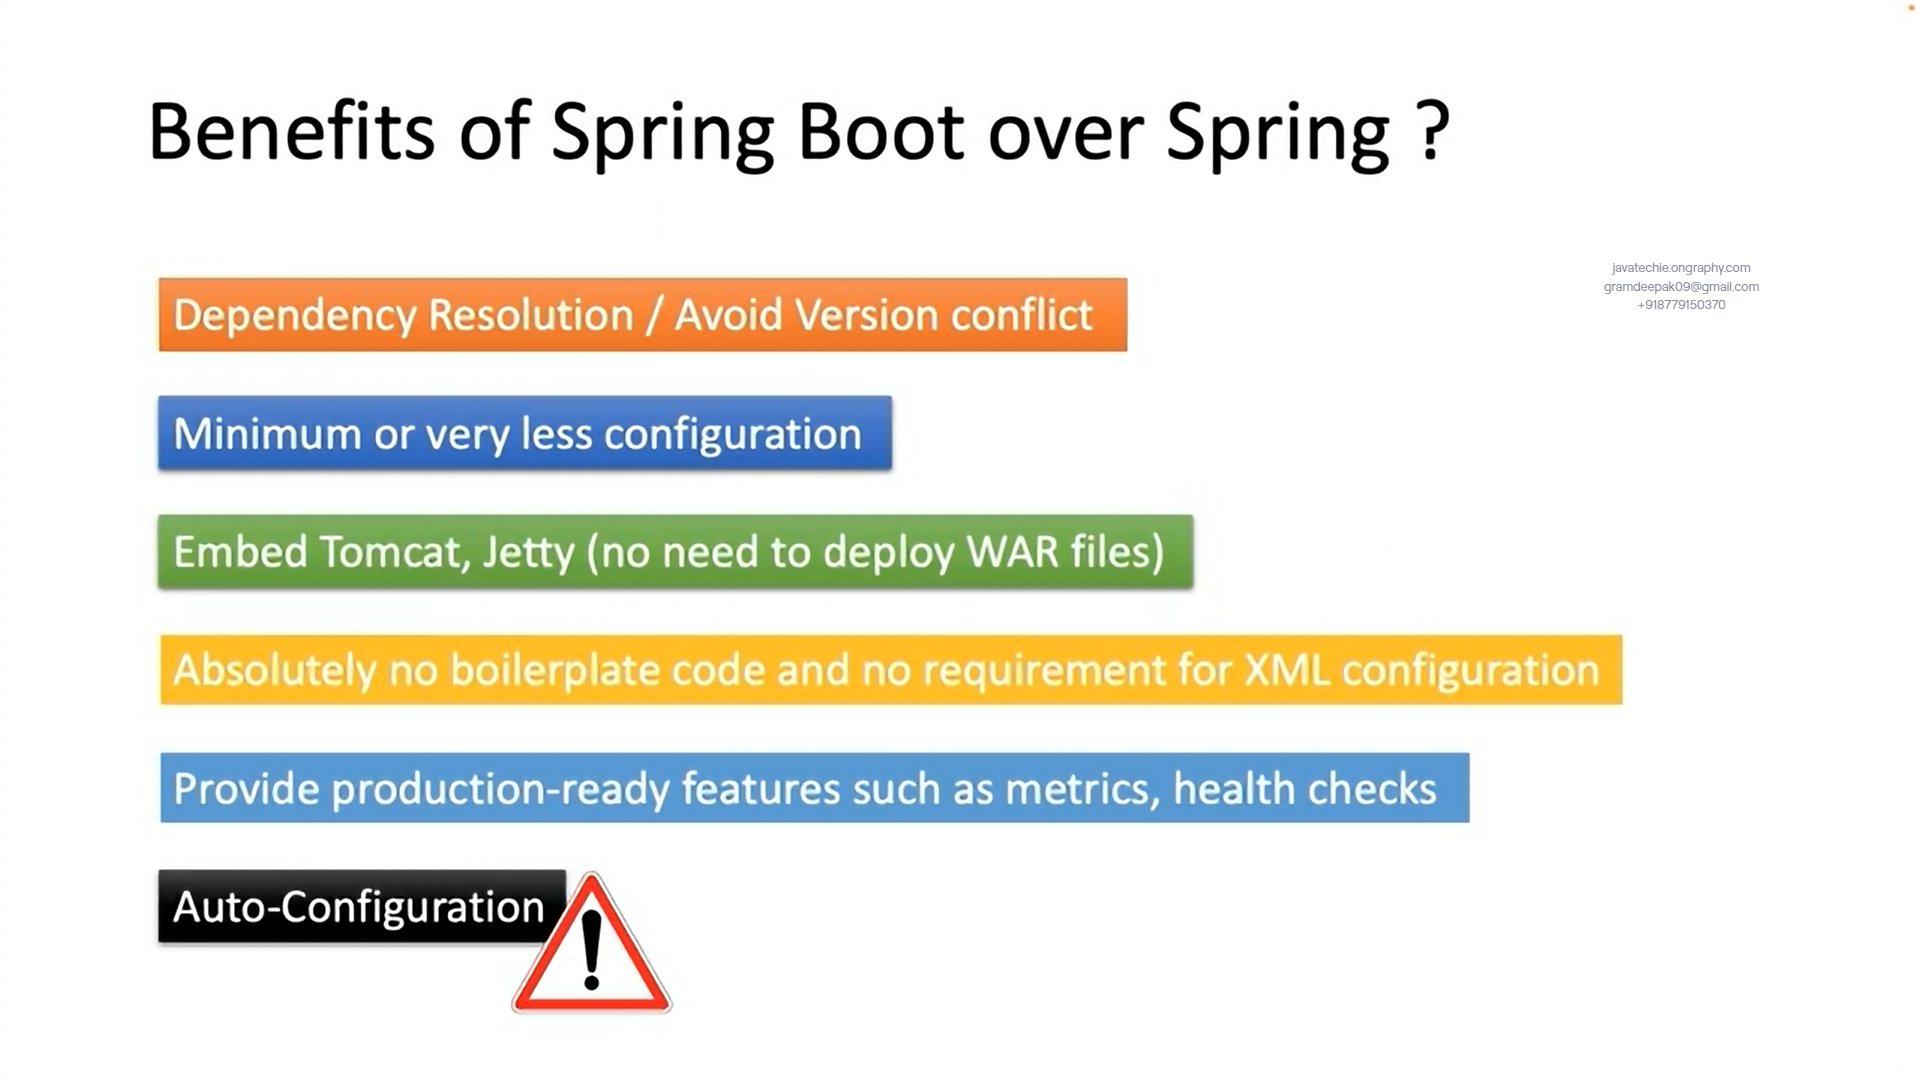 Benefits of Spring Boot over Spring ?
javatechie.ongraphy.com
gramdeepak09@gmail.com
+918779150370
Dependency Resolution / Avoid Version conflict
Minimum or very less configuration
Embed Tomcat, Jetty (no need to deploy WAR files)
Absolutely no boilerplate code and no requirement for XML configuration
Provide production-ready features such as metrics, health checks
Auto-Configuration